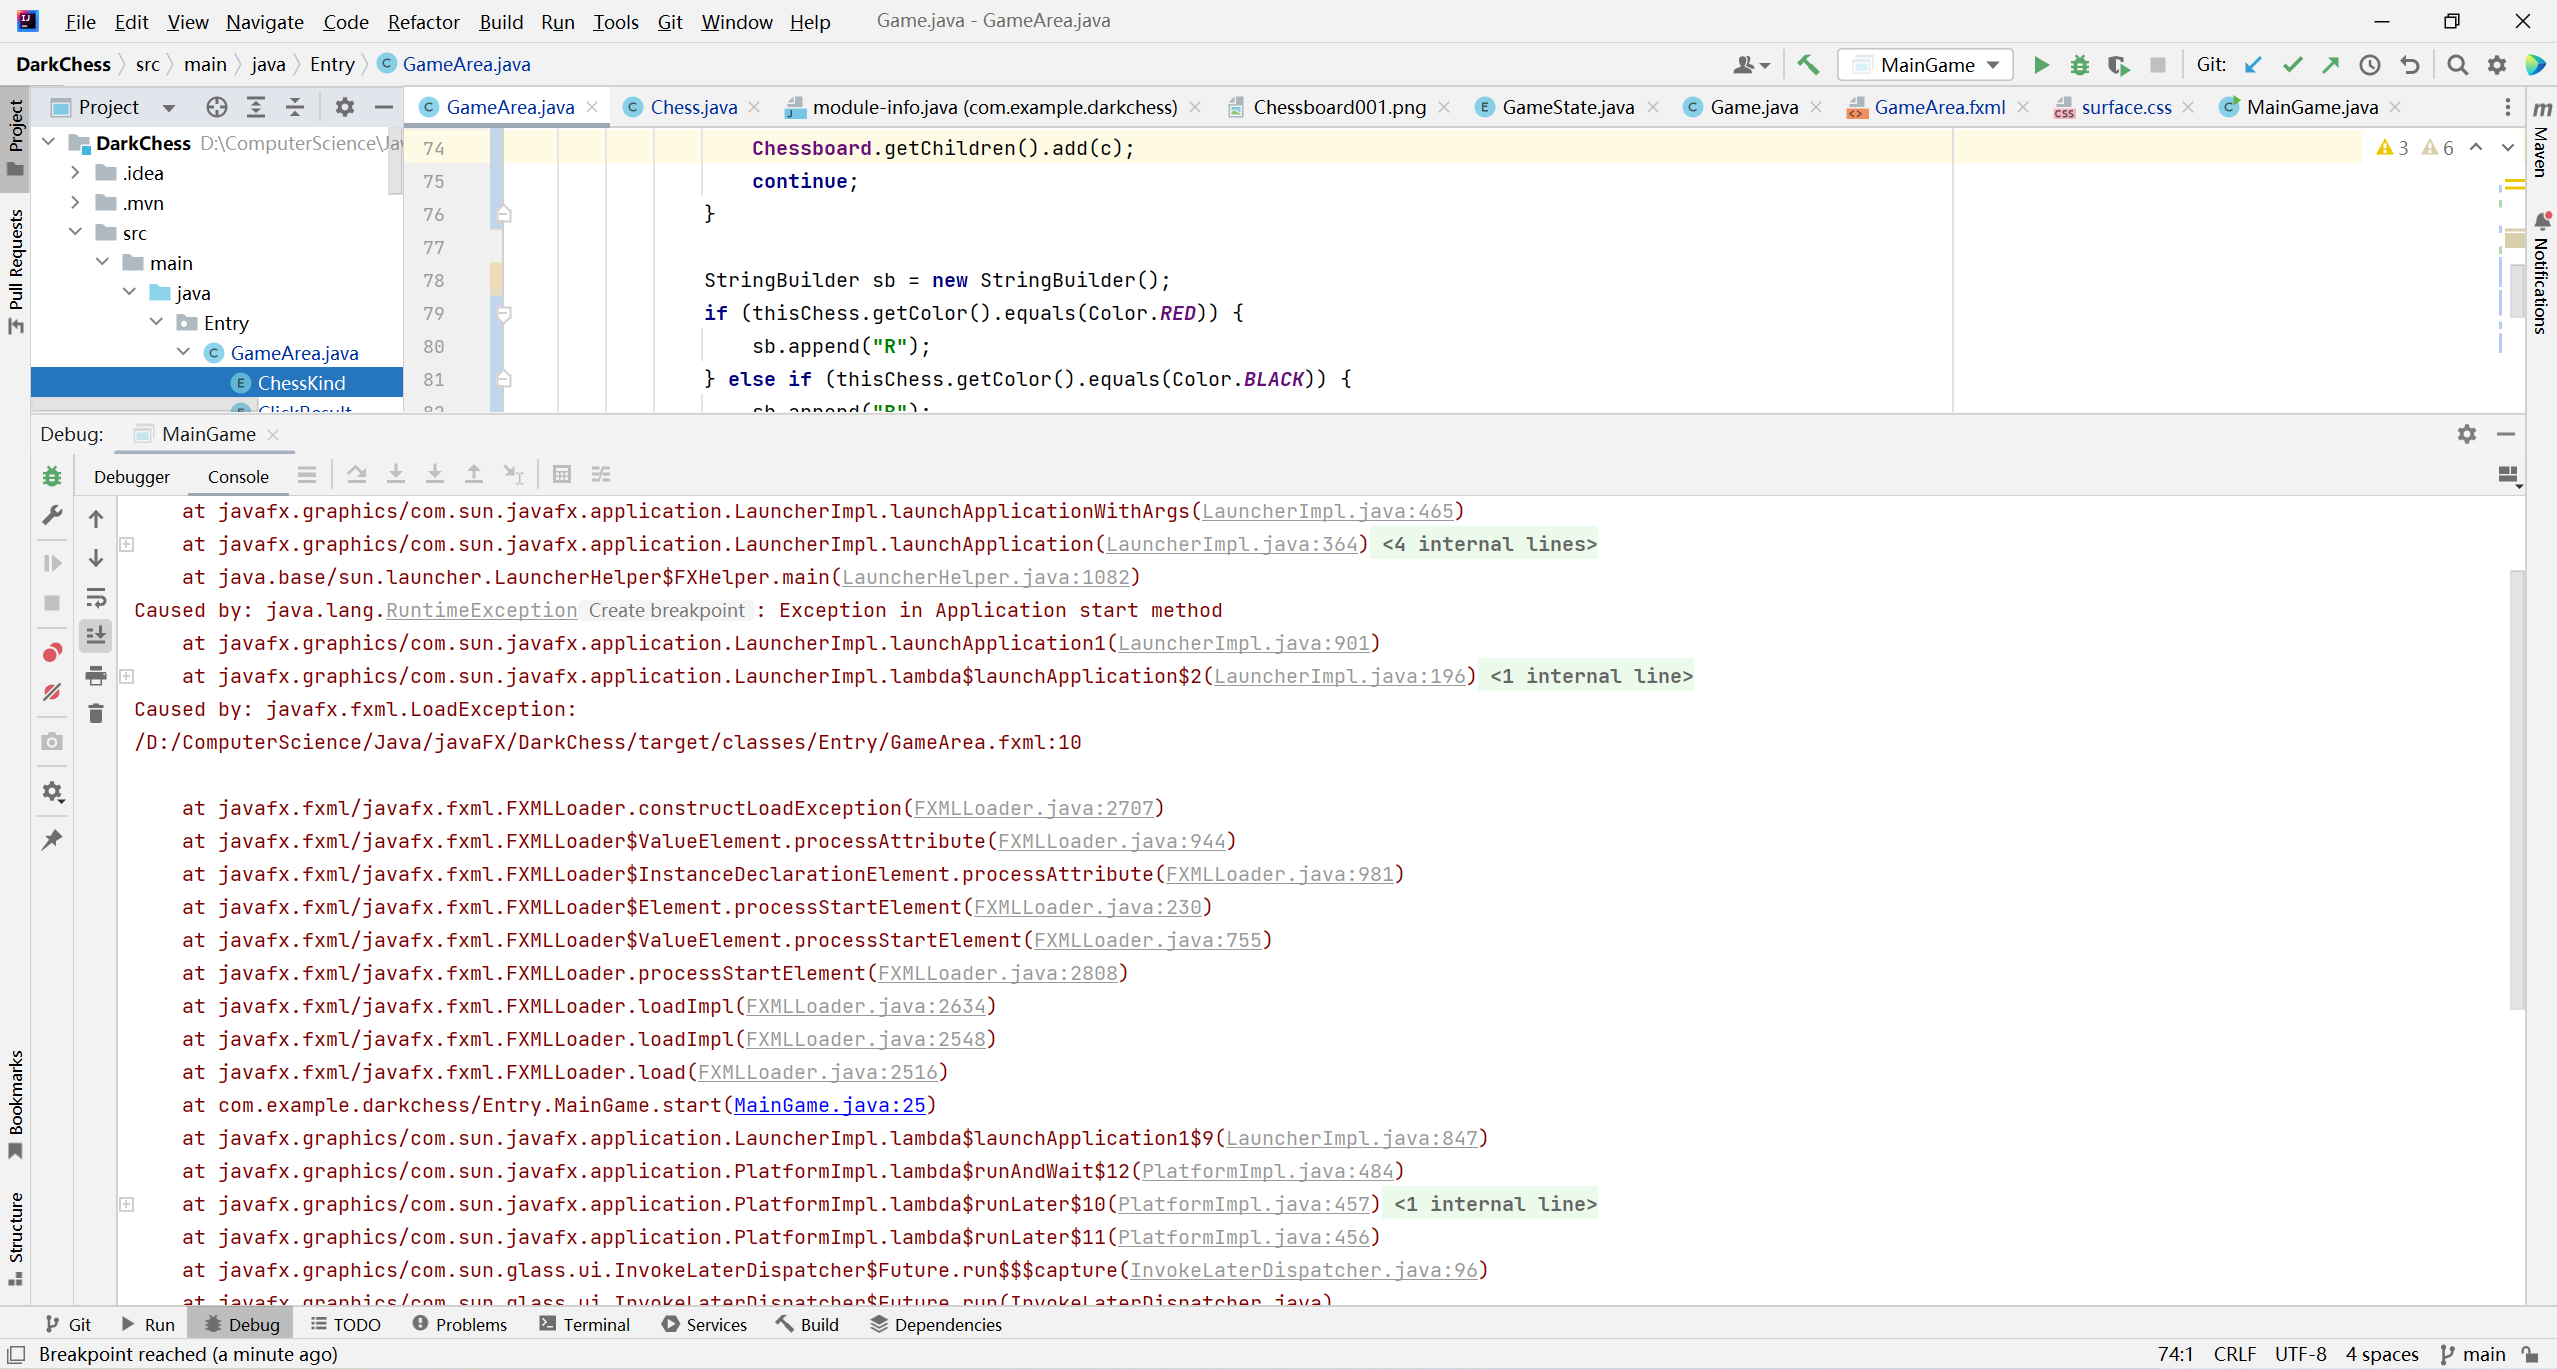 File Edit View Navigate Code Refactor Build Run Tools Git Window Help Game.java - GameArea.java
DarkChess src main java Entry GameArea.java MainGame Git:
Project GameArea.java Chess.java module-info.java (com.example.darkchess) Chessboard001.png GameState.java Game.java GameArea.fxml surface.css MainGame.java
Project
Pull Requests
Bookmarks
Structure
Maven
Notifications
DarkChess D:\ComputerScience\Jav
.idea
.mvn
src
main
java
Entry
GameArea.java
ChessKind
ClickResult
3 6
74 Chessboard.getChildren().add(c);
75 continue;
76 }
77
78 StringBuilder sb = new StringBuilder();
79 if (thisChess.getColor().equals(Color.RED)) {
80 sb.append("R");
81 } else if (thisChess.getColor().equals(Color.BLACK)) {
82 sb.append("B");
Debug: MainGame
Debugger Console
at javafx.graphics/com.sun.javafx.application.LauncherImpl.launchApplicationWithArgs(LauncherImpl.java:465)
at javafx.graphics/com.sun.javafx.application.LauncherImpl.launchApplication(LauncherImpl.java:364) <4 internal lines>
at java.base/sun.launcher.LauncherHelper$FXHelper.main(LauncherHelper.java:1082)
Caused by: java.lang.RuntimeException Create breakpoint : Exception in Application start method
at javafx.graphics/com.sun.javafx.application.LauncherImpl.launchApplication1(LauncherImpl.java:901)
at javafx.graphics/com.sun.javafx.application.LauncherImpl.lambda$launchApplication$2(LauncherImpl.java:196) <1 internal line>
Caused by: javafx.fxml.LoadException:
/D:/ComputerScience/Java/javaFX/DarkChess/target/classes/Entry/GameArea.fxml:10
at javafx.fxml/javafx.fxml.FXMLLoader.constructLoadException(FXMLLoader.java:2707)
at javafx.fxml/javafx.fxml.FXMLLoader$ValueElement.processAttribute(FXMLLoader.java:944)
at javafx.fxml/javafx.fxml.FXMLLoader$InstanceDeclarationElement.processAttribute(FXMLLoader.java:981)
at javafx.fxml/javafx.fxml.FXMLLoader$Element.processStartElement(FXMLLoader.java:230)
at javafx.fxml/javafx.fxml.FXMLLoader$ValueElement.processStartElement(FXMLLoader.java:755)
at javafx.fxml/javafx.fxml.FXMLLoader.processStartElement(FXMLLoader.java:2808)
at javafx.fxml/javafx.fxml.FXMLLoader.loadImpl(FXMLLoader.java:2634)
at javafx.fxml/javafx.fxml.FXMLLoader.loadImpl(FXMLLoader.java:2548)
at javafx.fxml/javafx.fxml.FXMLLoader.load(FXMLLoader.java:2516)
at com.example.darkchess/Entry.MainGame.start(MainGame.java:25)
at javafx.graphics/com.sun.javafx.application.LauncherImpl.lambda$launchApplication1$9(LauncherImpl.java:847)
at javafx.graphics/com.sun.javafx.application.PlatformImpl.lambda$runAndWait$12(PlatformImpl.java:484)
at javafx.graphics/com.sun.javafx.application.PlatformImpl.lambda$runLater$10(PlatformImpl.java:457) <1 internal line>
at javafx.graphics/com.sun.javafx.application.PlatformImpl.lambda$runLater$11(PlatformImpl.java:456)
at javafx.graphics/com.sun.glass.ui.InvokeLaterDispatcher$Future.run$$$capture(InvokeLaterDispatcher.java:96)
at javafx.graphics/com.sun.glass.ui.InvokeLaterDispatcher$Future.run(InvokeLaterDispatcher.java)
Git Run Debug TODO Problems Terminal Services Build Dependencies
Breakpoint reached (a minute ago) 74:1 CRLF UTF-8 4 spaces main